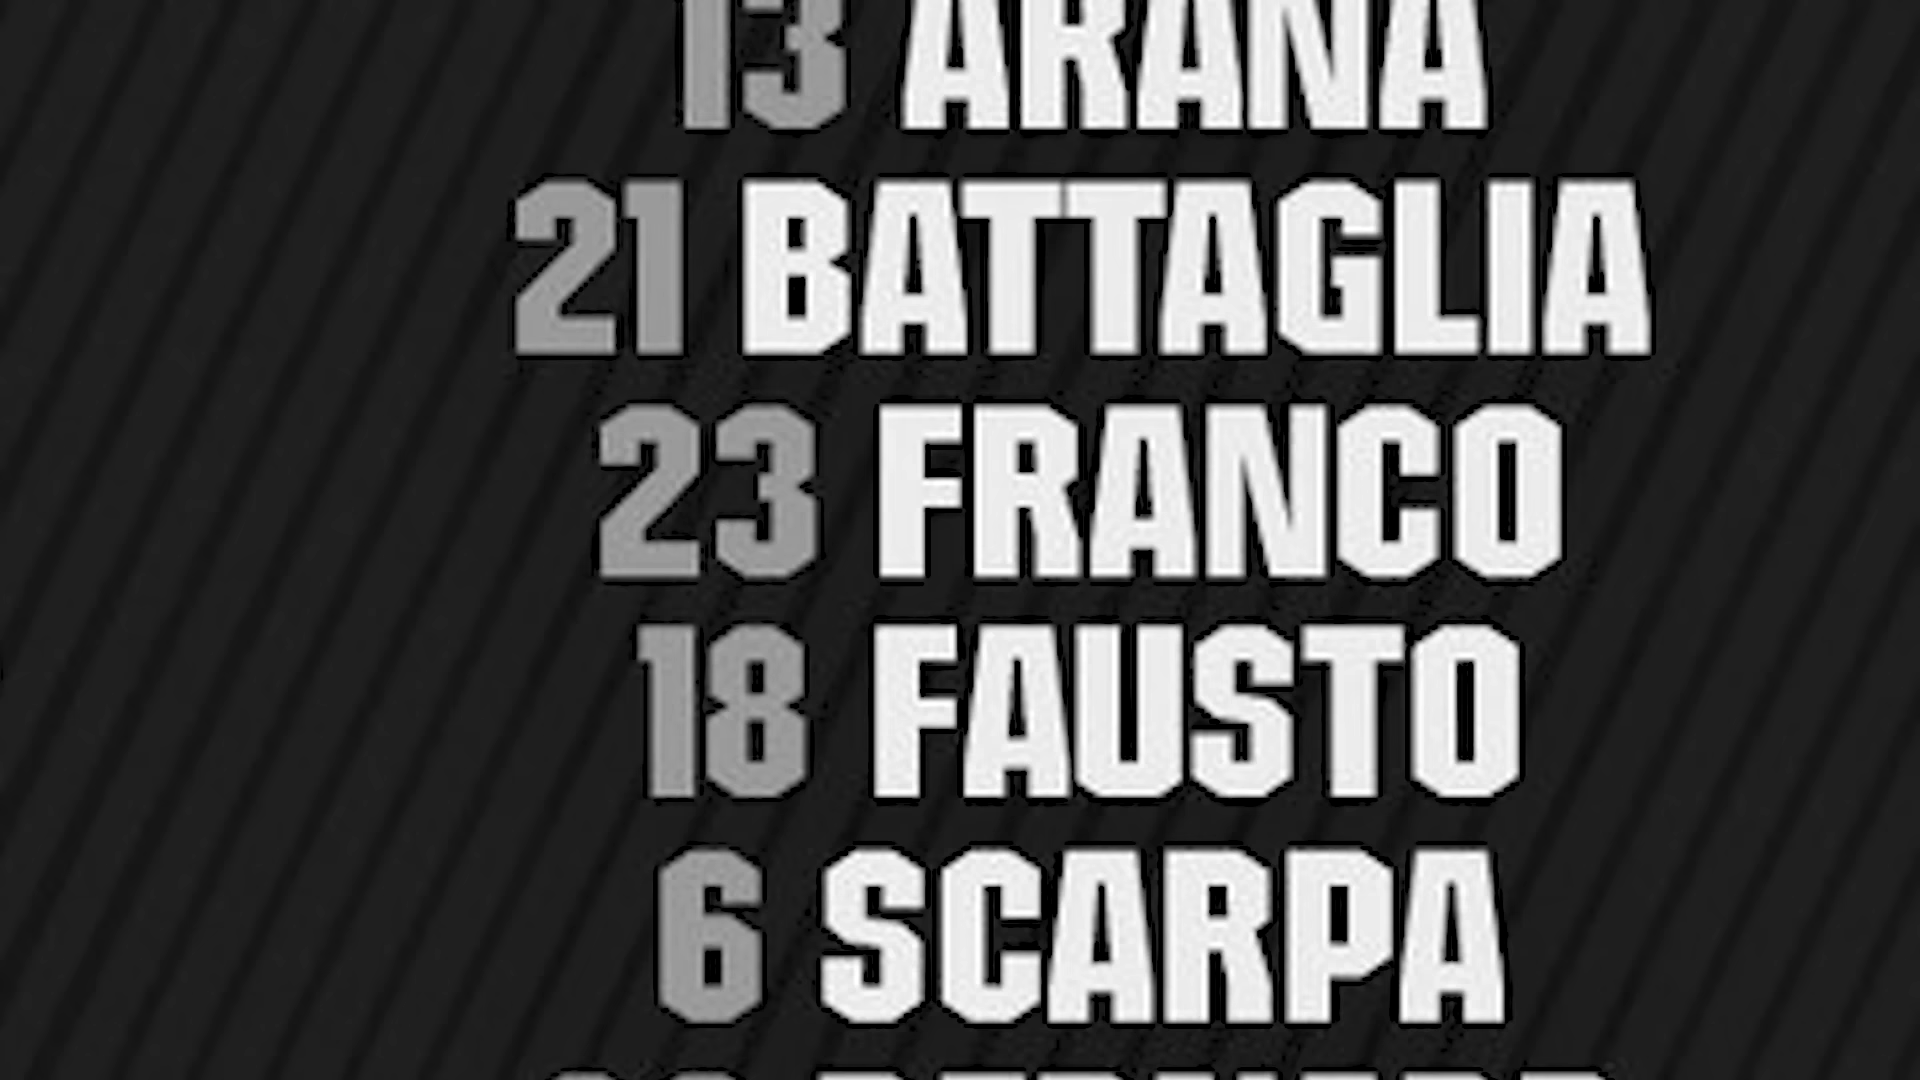 13 ARANA
21 BATTAGLIA
23 FRANCO
18 FAUSTO
6 SCARPA